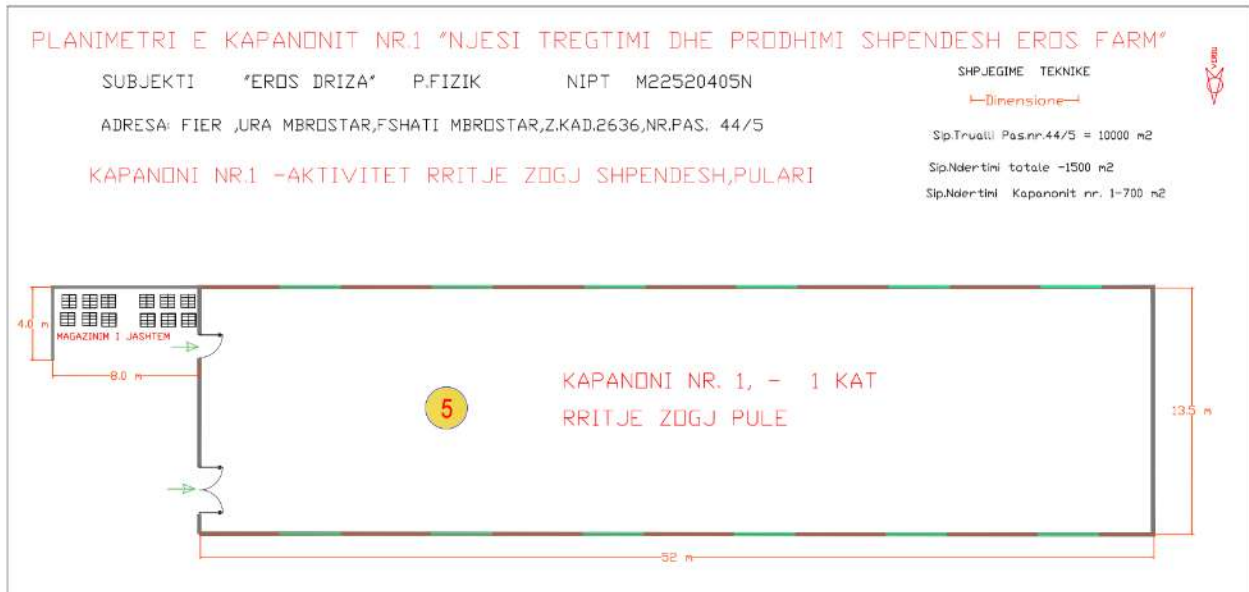 PLANIMETRI E KAPANONIT NR.1 "NJESI TREGTIMI DHE PRODHIMI SHPENDESH EROS FARM"
SUBJEKTI "EROS DRIZA" P.FIZIK NIPT M22520405N
ADRESA: FIER ,URA MBROSTAR,FSHATI MBROSTAR,Z.KAD.2636,NR.PAS. 44/5
KAPANONI NR.1 -AKTIVITET RRITJE ZOGJ SHPENDESH,PULARI
SHPJEGIME TEKNIKE
Dimensione
Sip.Trualli Pas.nr.44/5 = 10000 m2
Sip.Ndertimi totale -1500 m2
Sip.Ndertimi Kapanonit nr. 1-700 m2
VERIU
4.0 m
MAGAZINIM I JASHTEM
8.0 m
KAPANONI NR. 1, - 1 KAT
5
RRITJE ZOGJ PULE
13.5 m
52 m